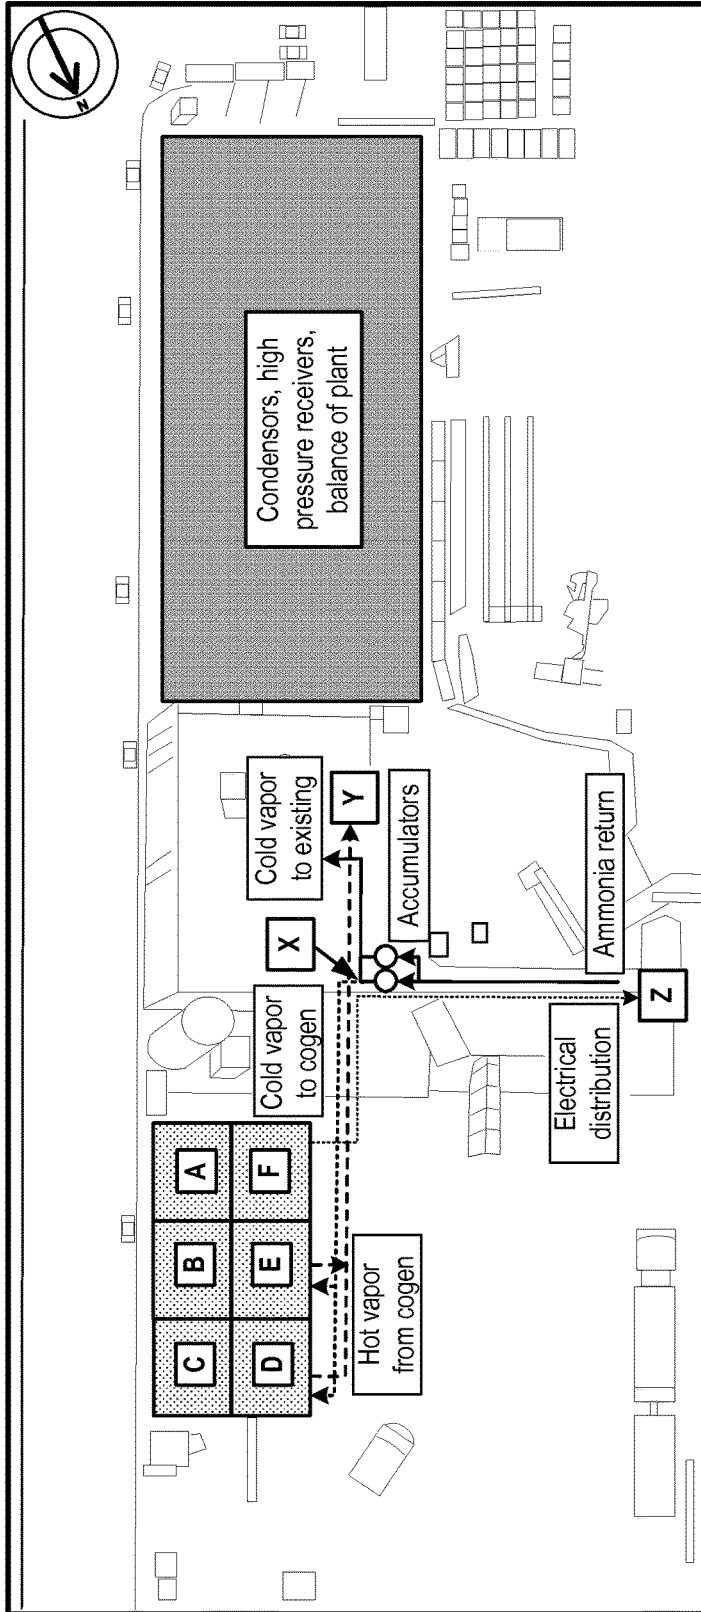 N
Condensors, high
pressure receivers,
balance of plant
Cold vapor
to existing
Y
Accumulators
Ammonia return
X
Z
Cold vapor
to cogen
Electrical
distribution
A
F
B
E
C
D
Hot vapor
from cogen